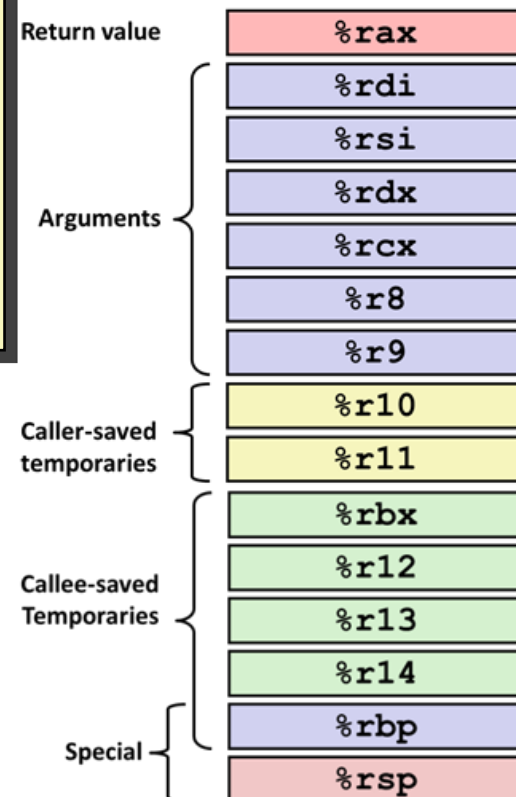 Return value
%rax
%rdi
%rsi
%rdx
Arguments
%rcx
%r8
%r9
Caller-saved
temporaries
%r10
%r11
%rbx
%r12
Callee-saved
Temporaries
%r13
%r14
%rbp
Special
%rsp